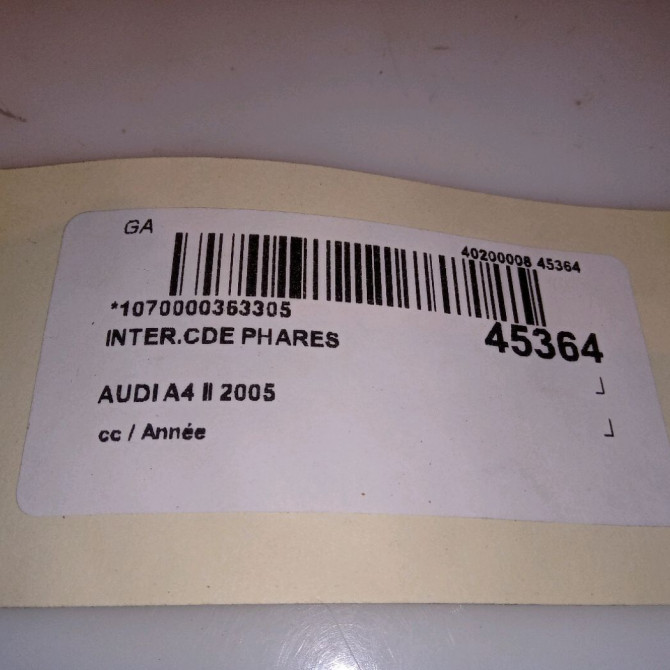 GA
40200008 45364
*1070000363305
INTER.CDE PHARES
45364
AUDI A4 II 2005
cc / Année